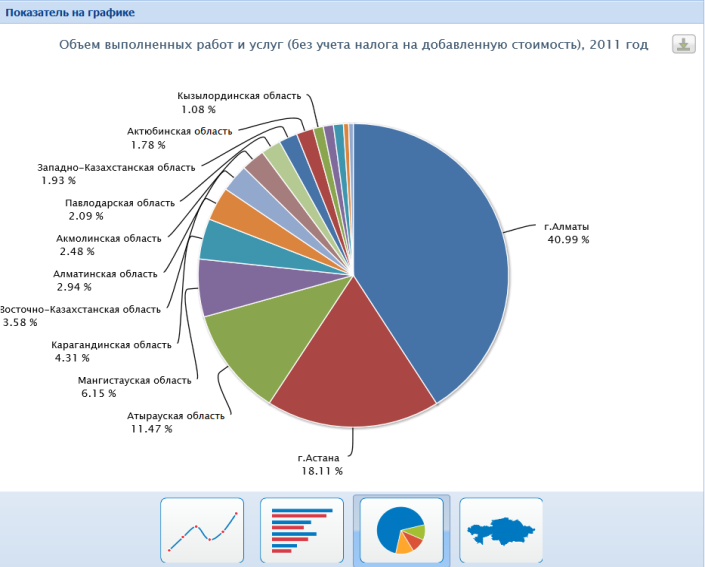 Показатель на графике
Объем выполненных работ и услуг (без учета налога на добавленную стоимость), 2011 год
Кызылординская область
1.08 %
Актюбинская область
1.78 %
Западно-Казахстанская область
1.93 %
Павлодарская область
2.09 %
Акмолинская область
2.48 %
Алматинская область
2.94 %
Восточно-Казахстанская область
3.58 %
Карагандинская область
4.31 %
Мангистауская область
6.15 %
Атырауская область
11.47 %
г.Астана
18.11 %
г.Алматы
40.99 %